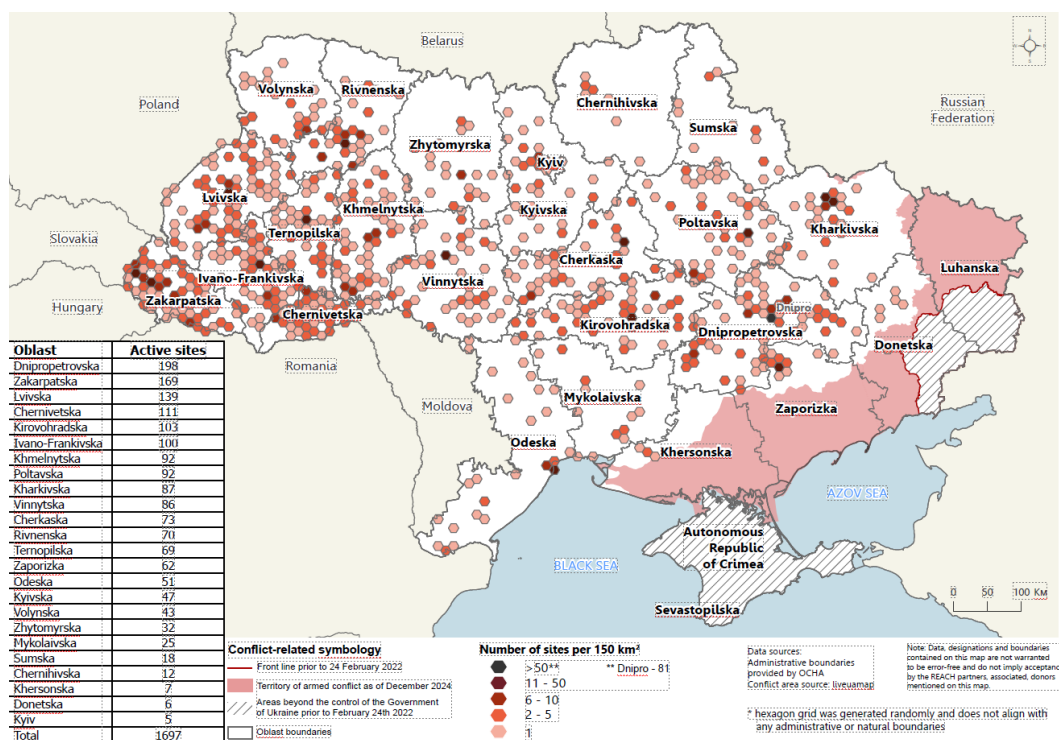 Belarus
Poland
Russian
Federation
Slovakia
Hungary
Romania
Moldova
Volynska
Rivnenska
Zhytomyrska
Chernihivska
Sumska
Kyiv
Kyivska
Lvivska
Ternopilska
Khmelnytska
Ivano-Frankivska
Zakarpatska
Chernivetska
Vinnytska
Cherkaska
Poltavska
Kharkivska
Luhanska
Kirovohradska
Dnipro
Dnipropetrovska
Donetska
Mykolaivska
Zaporizka
Odeska
Khersonska
AZOV SEA
BLACK SEA
Autonomous
Republic
of Crimea
Sevastopilska
0 50 100 Км
Oblast Active sites
Dnipropetrovska 198
Zakarpatska 169
Lvivska 139
Chernivetska 111
Kirovohradska 103
Ivano-Frankivska 100
Khmelnytska 92
Poltavska 92
Kharkivska 87
Vinnytska 86
Cherkaska 73
Rivnenska 70
Ternopilska 69
Zaporizka 62
Odeska 51
Kyivska 47
Volynska 43
Zhytomyrska 32
Mykolaivska 25
Sumska 18
Chernihivska 12
Khersonska 7
Donetska 6
Kyiv 5
Total 1697
Conflict-related symbology
Front line prior to 24 February 2022
Territory of armed conflict as of December 2024
Areas beyond the control of the Government
of Ukraine prior to February 24th 2022
Oblast boundaries
Number of sites per 150 km²
>50** ** Dnipro - 81
11 - 50
6 - 10
2 - 5
1
Data sources:
Administrative boundaries
provided by OCHA
Conflict area source: liveuamap
Note: Data, designations and boundaries
contained on this map are not warranted
to be error-free and do not imply acceptance
by the REACH partners, associated, donors
mentioned on this map.
* hexagon grid was generated randomly and does not align with
any administrative or natural boundaries